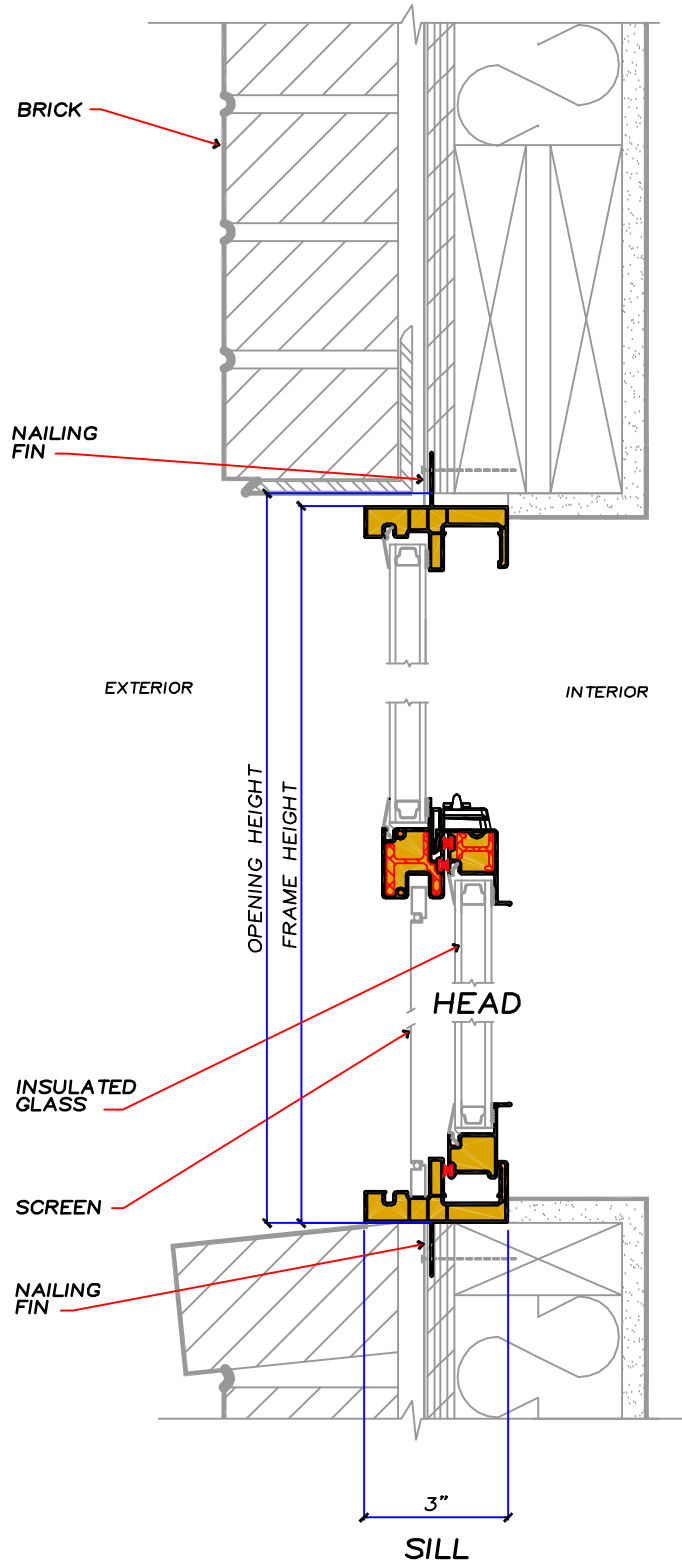 BRICK
NAILING
FIN
EXTERIOR
INTERIOR
OPENING HEIGHT
FRAME HEIGHT
HEAD
INSULATED
GLASS
SCREEN
NAILING
FIN
3"
SILL